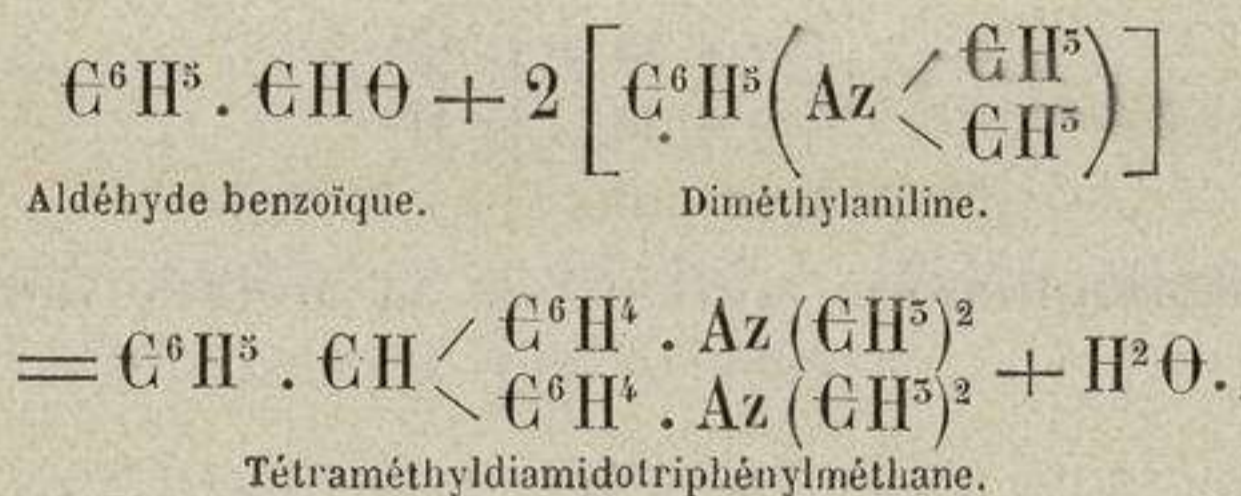 Є⁶H⁵ . ЄHΘ + 2 [ Є⁶H⁵ ( Az < ЄH³ ЄH³ ) ]
Aldéhyde benzoïque. Diméthylaniline.
= Є⁶H⁵ . ЄH < Є⁶H⁴ . Az (ЄH³)² Є⁶H⁴ . Az (ЄH³)² + H²Θ.
Tétraméthyldiamidotriphénylméthane.